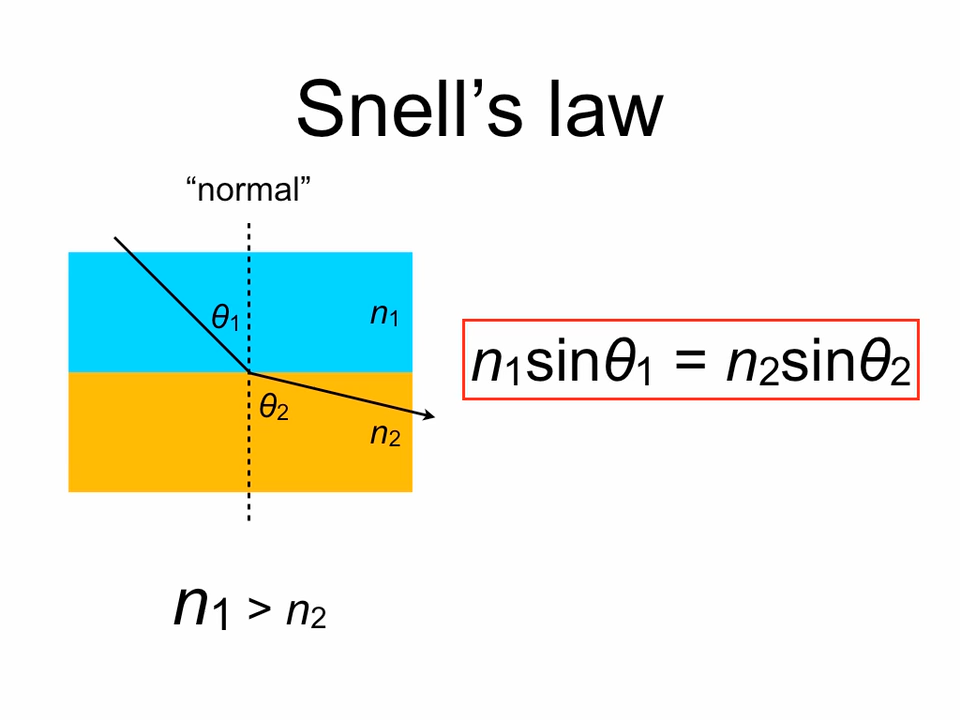 Snell’s law
“normal”
θ1
n1
n1sinθ1 = n2sinθ2
θ2
n2
n1 > n2